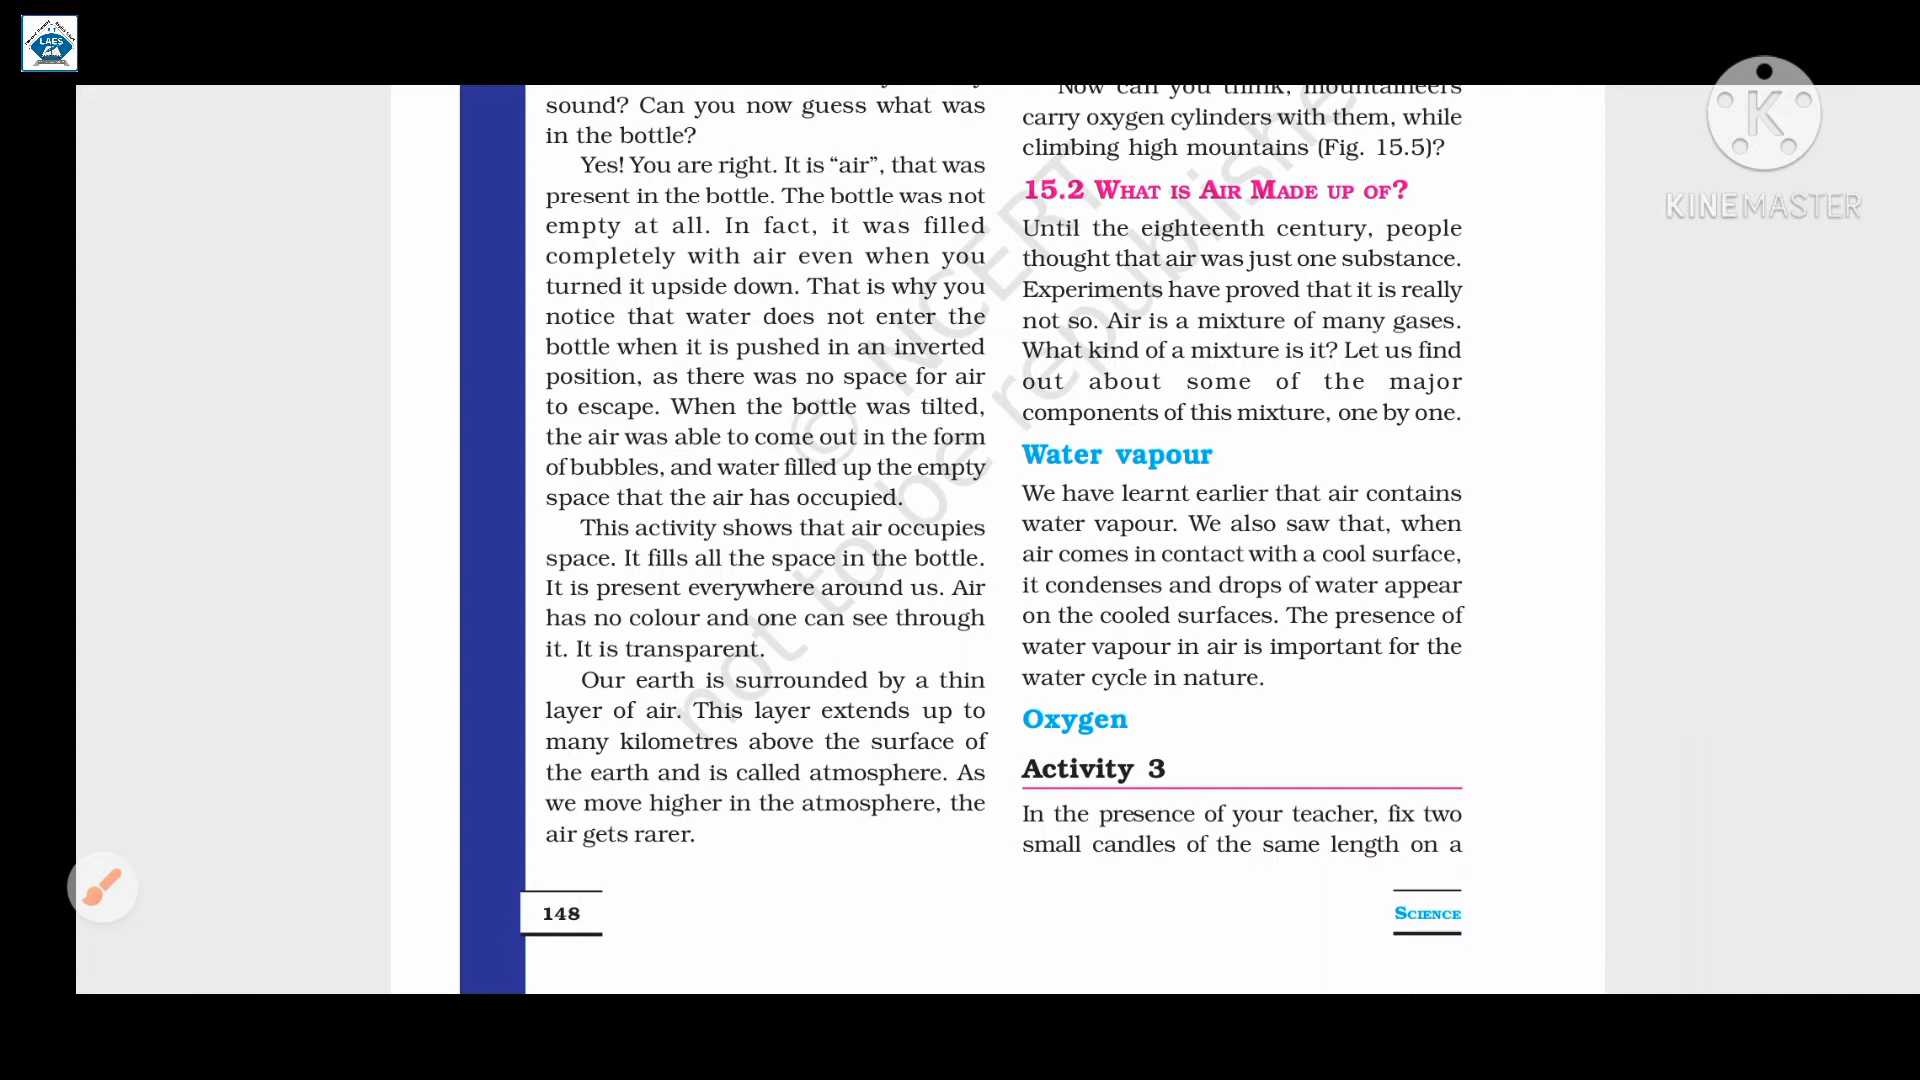 LAES
sound? Can you now guess what was
in the bottle?
Yes! You are right. It is “air”, that was
present in the bottle. The bottle was not
empty at all. In fact, it was filled
completely with air even when you
turned it upside down. That is why you
notice that water does not enter the
bottle when it is pushed in an inverted
position, as there was no space for air
to escape. When the bottle was tilted,
the air was able to come out in the form
of bubbles, and water filled up the empty
space that the air has occupied.
This activity shows that air occupies
space. It fills all the space in the bottle.
It is present everywhere around us. Air
has no colour and one can see through
it. It is transparent.
Our earth is surrounded by a thin
layer of air. This layer extends up to
many kilometres above the surface of
the earth and is called atmosphere. As
we move higher in the atmosphere, the
air gets rarer.
148
Now can you think, mountaineers
carry oxygen cylinders with them, while
climbing high mountains (Fig. 15.5)?
15.2 What is Air Made up of?
Until the eighteenth century, people
thought that air was just one substance.
Experiments have proved that it is really
not so. Air is a mixture of many gases.
What kind of a mixture is it? Let us find
out about some of the major
components of this mixture, one by one.
Water vapour
We have learnt earlier that air contains
water vapour. We also saw that, when
air comes in contact with a cool surface,
it condenses and drops of water appear
on the cooled surfaces. The presence of
water vapour in air is important for the
water cycle in nature.
Oxygen
Activity 3
In the presence of your teacher, fix two
small candles of the same length on a
Science
© NCERT
not to be republishe
K
KINEMASTER